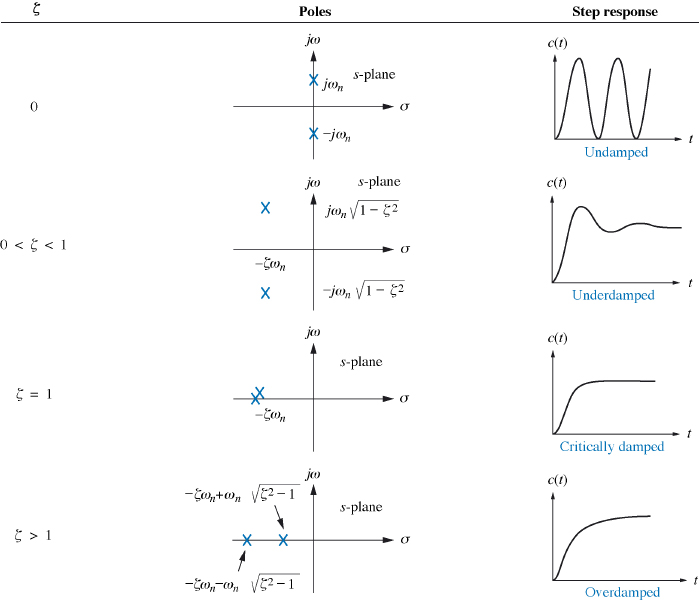 ζ Poles Step response
jω
s-plane
c(t)
jωn
0
σ
−jωn
t
Undamped
jω
s-plane
c(t)
jωn √1 − ζ2
0 < ζ < 1
σ
−ζωn
−jωn √1 − ζ2
t
Underdamped
jω
s-plane
c(t)
ζ = 1
σ
−ζωn
t
Critically damped
jω
c(t)
−ζωn+ωn √ζ2−1
s-plane
ζ > 1
σ
−ζωn−ωn √ζ2−1
t
Overdamped